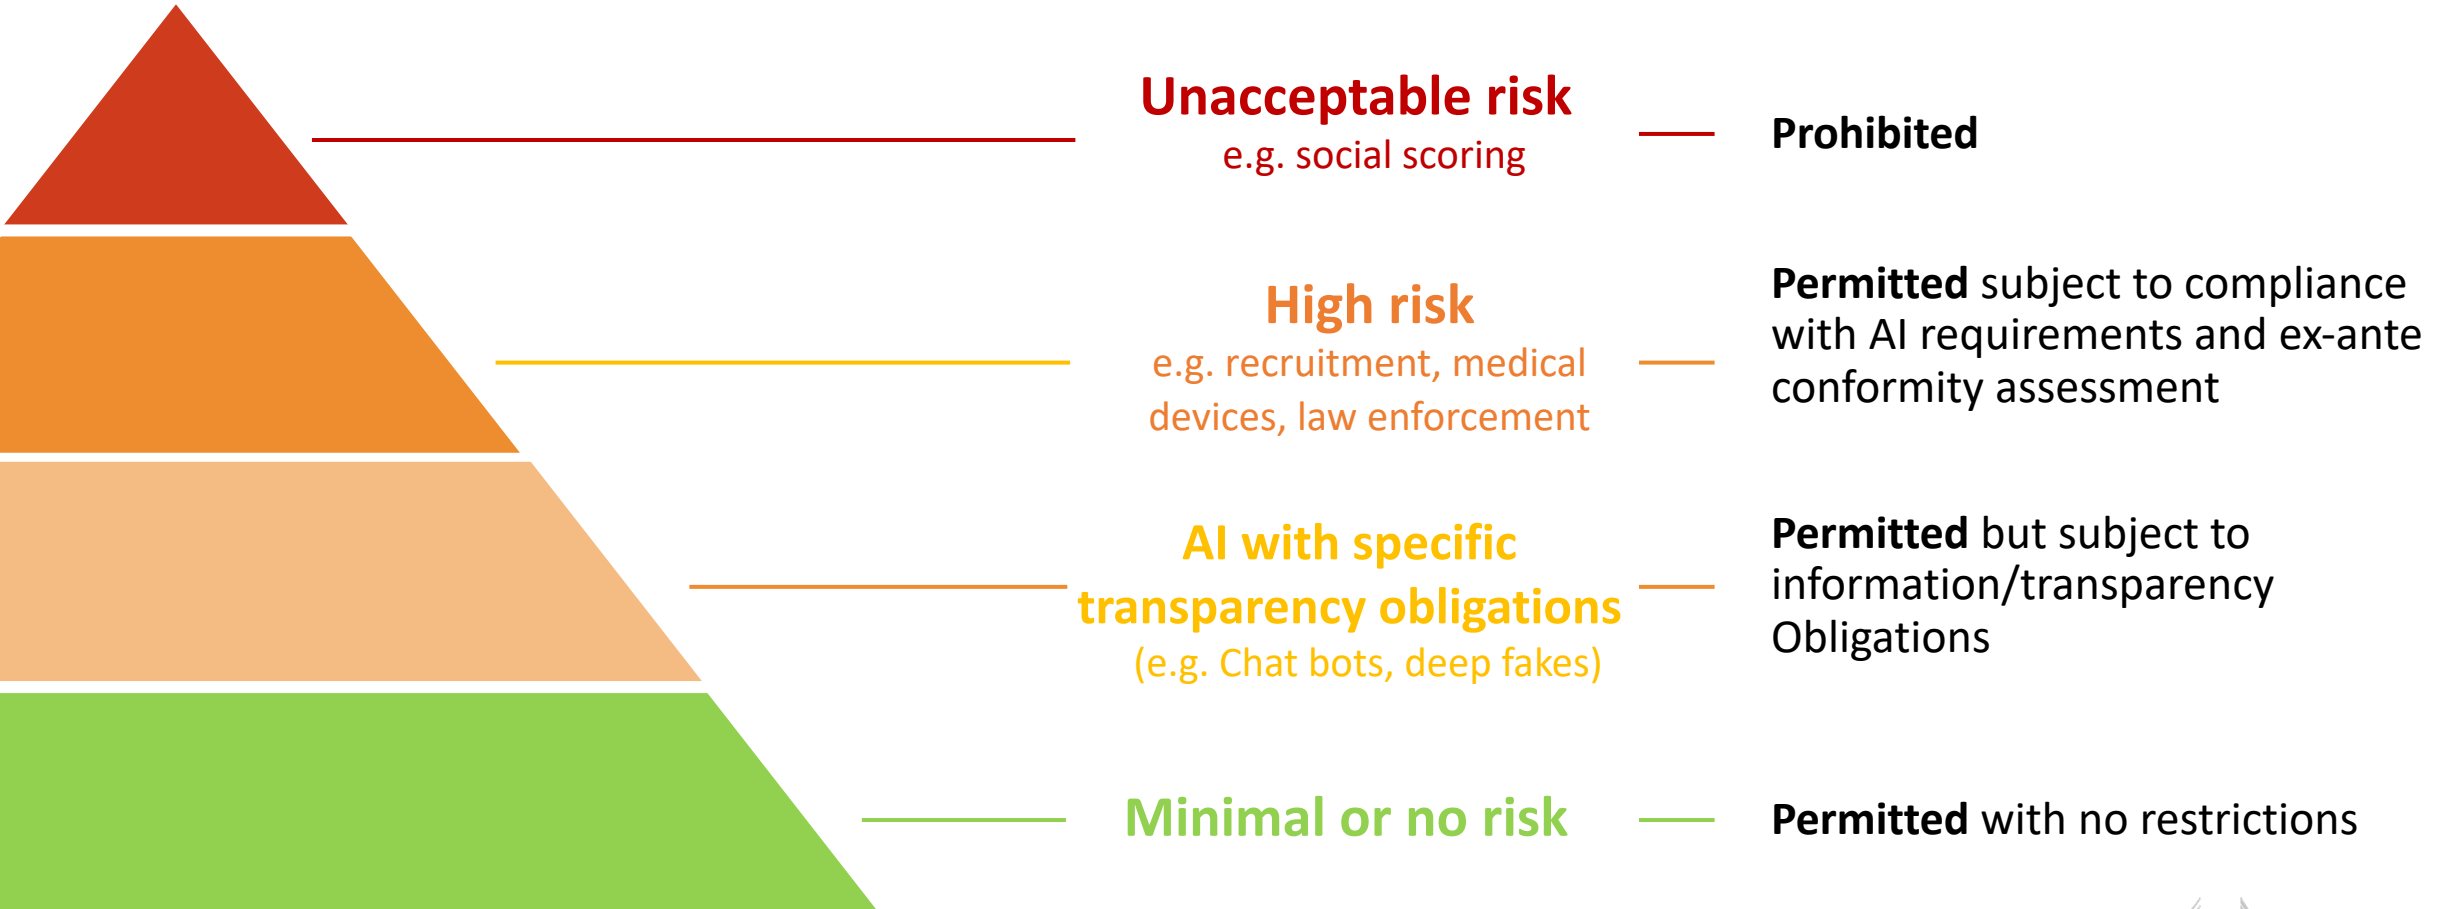 Unacceptable risk
e.g. social scoring
Prohibited
High risk
e.g. recruitment, medical
devices, law enforcement
Permitted subject to compliance
with AI requirements and ex-ante
conformity assessment
AI with specific
transparency obligations
(e.g. Chat bots, deep fakes)
Permitted but subject to
information/transparency
Obligations
Minimal or no risk
Permitted with no restrictions